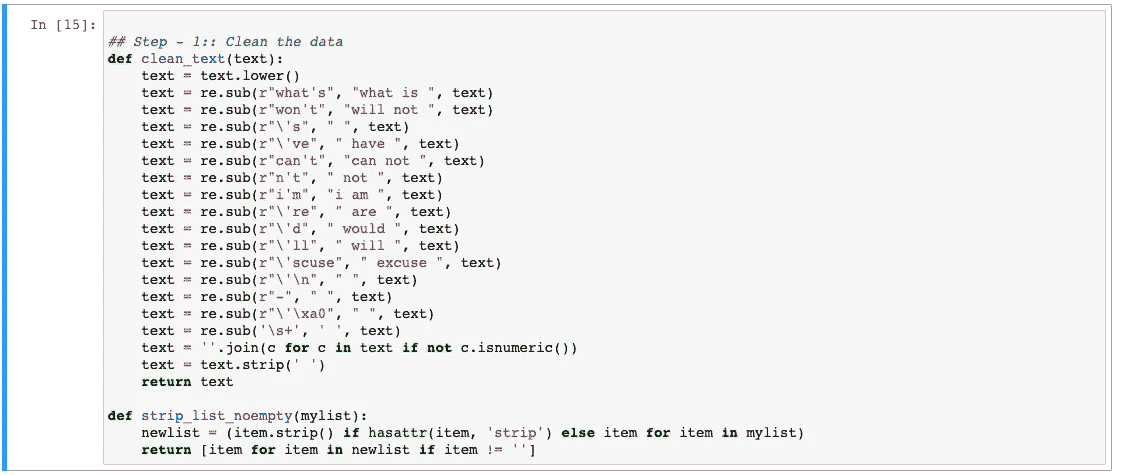 In [15]:
## Step - 1:: Clean the data
def clean_text(text):
    text = text.lower()
    text = re.sub(r"what's", "what is ", text)
    text = re.sub(r"won't", "will not ", text)
    text = re.sub(r"\'s", " ", text)
    text = re.sub(r"\'ve", " have ", text)
    text = re.sub(r"can't", "can not ", text)
    text = re.sub(r"n't", " not ", text)
    text = re.sub(r"i'm", "i am ", text)
    text = re.sub(r"\'re", " are ", text)
    text = re.sub(r"\'d", " would ", text)
    text = re.sub(r"\'ll", " will ", text)
    text = re.sub(r"\'scuse", " excuse ", text)
    text = re.sub(r"\'\n", " ", text)
    text = re.sub(r"-", " ", text)
    text = re.sub(r"\'\xa0", " ", text)
    text = re.sub('\s+', ' ', text)
    text = ''.join(c for c in text if not c.isnumeric())
    text = text.strip(' ')
    return text
def strip_list_noempty(mylist):
    newlist = (item.strip() if hasattr(item, 'strip') else item for item in mylist)
    return [item for item in newlist if item != '']